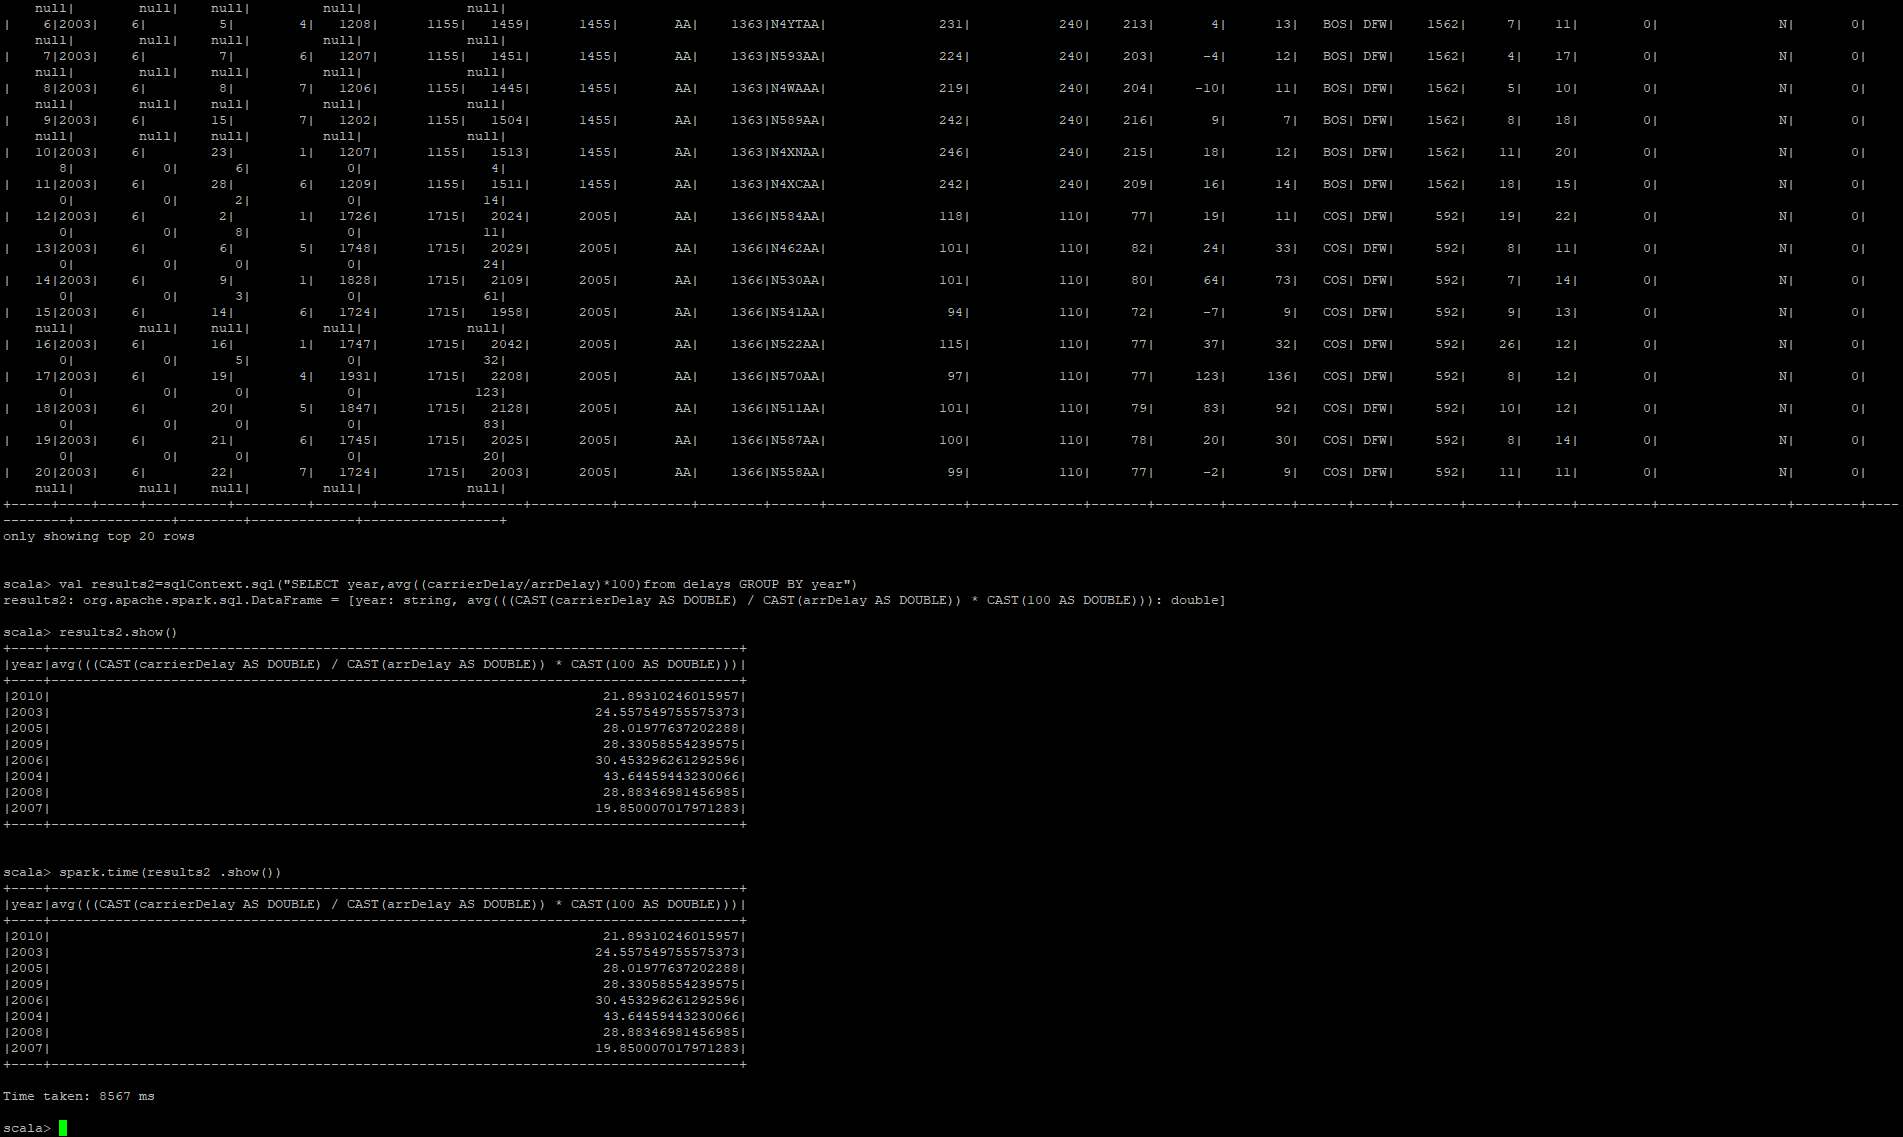 null|        null|    null|         null|              null|
|    6|2003|    6|         5|        4|   1208|       1155|   1459|      1455|       AA|    1363|N4YTAA|              231|           240|    213|       4|      13|   BOS| DFW|     1562|     7|    11|        0|               N|       0|
    null|        null|    null|         null|              null|
|    7|2003|    6|         7|        6|   1207|       1155|   1451|      1455|       AA|    1363|N593AA|              224|           240|    203|      -4|      12|   BOS| DFW|     1562|     4|    17|        0|               N|       0|
    null|        null|    null|         null|              null|
|    8|2003|    6|         8|        7|   1206|       1155|   1445|      1455|       AA|    1363|N4WAAA|              219|           240|    204|     -10|      11|   BOS| DFW|     1562|     5|    10|        0|               N|       0|
    null|        null|    null|         null|              null|
|    9|2003|    6|        15|        7|   1202|       1155|   1504|      1455|       AA|    1363|N589AA|              242|           240|    216|       9|       7|   BOS| DFW|     1562|     8|    18|        0|               N|       0|
    null|        null|    null|         null|              null|
|   10|2003|    6|        23|        1|   1207|       1155|   1513|      1455|       AA|    1363|N4XNAA|              246|           240|    215|      18|      12|   BOS| DFW|     1562|    11|    20|        0|               N|       0|
       8|           0|       6|            0|                 4|
|   11|2003|    6|        28|        6|   1209|       1155|   1511|      1455|       AA|    1363|N4XCAA|              242|           240|    209|      16|      14|   BOS| DFW|     1562|    18|    15|        0|               N|       0|
       0|           0|       2|            0|                14|
|   12|2003|    6|         2|        1|   1726|       1715|   2024|      2005|       AA|    1366|N584AA|              118|           110|     77|      19|      11|   COS| DFW|      592|    19|    22|        0|               N|       0|
       0|           0|       8|            0|                11|
|   13|2003|    6|         6|        5|   1748|       1715|   2029|      2005|       AA|    1366|N462AA|              101|           110|     82|      24|      33|   COS| DFW|      592|     8|    11|        0|               N|       0|
       0|           0|       0|            0|                24|
|   14|2003|    6|         9|        1|   1828|       1715|   2109|      2005|       AA|    1366|N530AA|              101|           110|     80|      64|      73|   COS| DFW|      592|     7|    14|        0|               N|       0|
       0|           0|       3|            0|                61|
|   15|2003|    6|        14|        6|   1724|       1715|   1958|      2005|       AA|    1366|N541AA|               94|           110|     72|      -7|       9|   COS| DFW|      592|     9|    13|        0|               N|       0|
    null|        null|    null|         null|              null|
|   16|2003|    6|        16|        1|   1747|       1715|   2042|      2005|       AA|    1366|N522AA|              115|           110|     77|      37|      32|   COS| DFW|      592|    26|    12|        0|               N|       0|
       0|           0|       5|            0|                32|
|   17|2003|    6|        19|        4|   1931|       1715|   2208|      2005|       AA|    1366|N570AA|               97|           110|     77|     123|     136|   COS| DFW|      592|     8|    12|        0|               N|       0|
       0|           0|       0|            0|               123|
|   18|2003|    6|        20|        5|   1847|       1715|   2128|      2005|       AA|    1366|N511AA|              101|           110|     79|      83|      92|   COS| DFW|      592|    10|    12|        0|               N|       0|
       0|           0|       0|            0|                83|
|   19|2003|    6|        21|        6|   1745|       1715|   2025|      2005|       AA|    1366|N587AA|              100|           110|     78|      20|      30|   COS| DFW|      592|     8|    14|        0|               N|       0|
       0|           0|       0|            0|                20|
|   20|2003|    6|        22|        7|   1724|       1715|   2003|      2005|       AA|    1366|N558AA|               99|           110|     77|      -2|       9|   COS| DFW|      592|    11|    11|        0|               N|       0|
    null|        null|    null|         null|              null|
only showing top 20 rows
scala> val results2=sqlContext.sql("SELECT year,avg((carrierDelay/arrDelay)*100)from delays GROUP BY year")
results2: org.apache.spark.sql.DataFrame = [year: string, avg(((CAST(carrierDelay AS DOUBLE) / CAST(arrDelay AS DOUBLE)) * CAST(100 AS DOUBLE))): double]
scala> results2.show()
|year|avg(((CAST(carrierDelay AS DOUBLE) / CAST(arrDelay AS DOUBLE)) * CAST(100 AS DOUBLE)))|
|2010| 21.89310246015957|
|2003| 24.557549755575373|
|2005| 28.01977637202288|
|2009| 28.33058554239575|
|2006| 30.453296261292596|
|2004| 43.64459443230066|
|2008| 28.88346981456985|
|2007| 19.850007017971283|
scala> spark.time(results2 .show())
|year|avg(((CAST(carrierDelay AS DOUBLE) / CAST(arrDelay AS DOUBLE)) * CAST(100 AS DOUBLE)))|
|2010| 21.89310246015957|
|2003| 24.557549755575373|
|2005| 28.01977637202288|
|2009| 28.33058554239575|
|2006| 30.453296261292596|
|2004| 43.64459443230066|
|2008| 28.88346981456985|
|2007| 19.850007017971283|
Time taken: 8567 ms
scala>